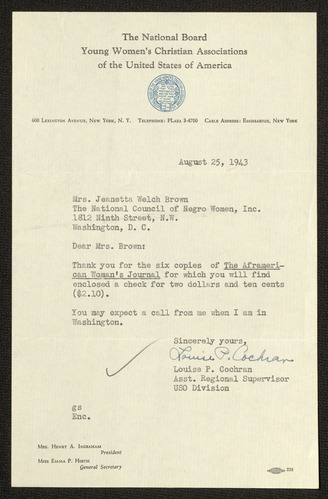 The National Board
Young Women's Christian Associations
of the United States of America
600 Lexington Avenue, New York, N. Y. Telephone: PLaza 3-4700 Cable Address: Emissarius, New York
August 25, 1943
Mrs. Jeanetta Welch Brown
The National Council of Negro Women, Inc.
1812 Ninth Street, N.W.
Washington, D. C.
Dear Mrs. Brown:
Thank you for the six copies of The Aframeri-
can Woman's Journal for which you will find
enclosed a check for two dollars and ten cents
($2.10).
You may expect a call from me when I am in
Washington.
Sincerely yours,
Louise P. Cochran
Louise P. Cochran
Asst. Regional Supervisor
USO Division
gs
Enc.
Mrs. Henry A. Ingraham
President
Miss Emma P. Hirth
General Secretary